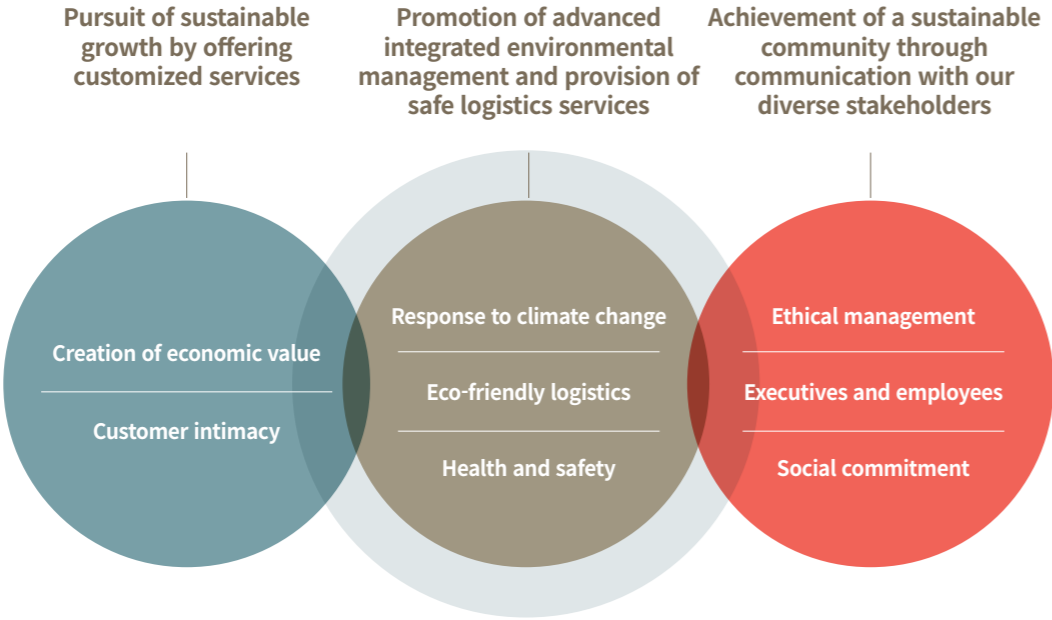 Pursuit of sustainable
growth by offering
customized services
Promotion of advanced
integrated environmental
management and provision of
safe logistics services
Achievement of a sustainable
community through
communication with our
diverse stakeholders
Creation of economic value
Customer intimacy
Response to climate change
Eco-friendly logistics
Health and safety
Ethical management
Executives and employees
Social commitment